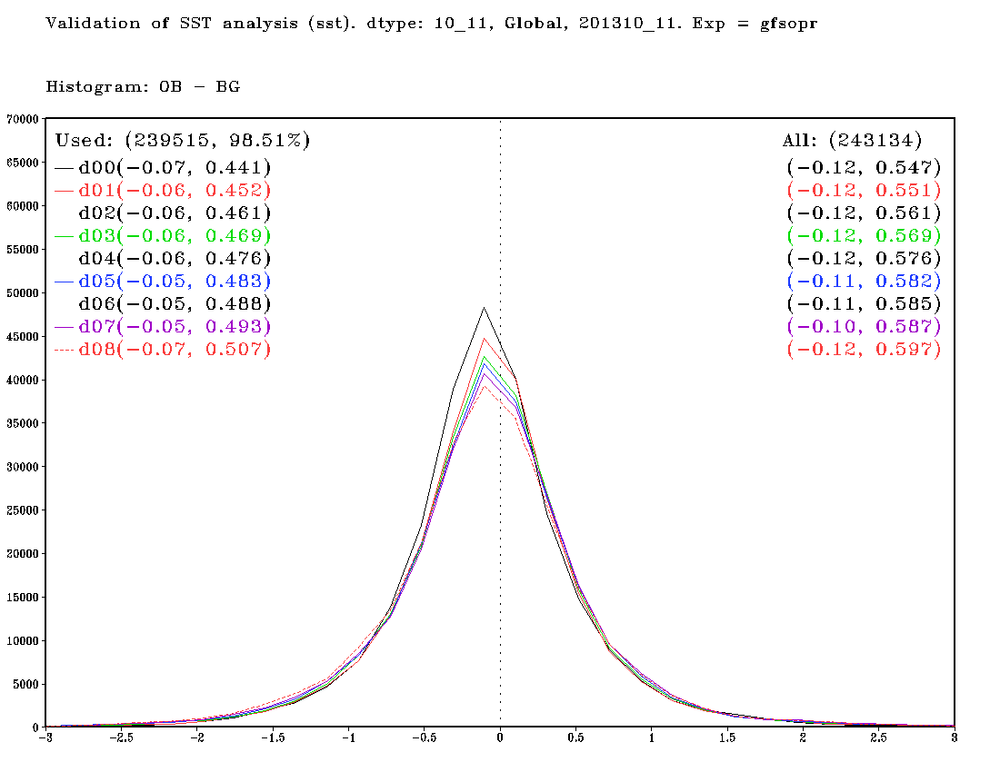 Validation of SST analysis (sst). dtype: 10_11, Global, 201310_11. Exp = gfsopr
Histogram: OB − BG
Used: (239515, 98.51%) All: (243134)
d00(−0.07, 0.441) (−0.12, 0.547)
d01(−0.06, 0.452) (−0.12, 0.551)
d02(−0.06, 0.461) (−0.12, 0.561)
d03(−0.06, 0.469) (−0.12, 0.569)
d04(−0.06, 0.476) (−0.12, 0.576)
d05(−0.05, 0.483) (−0.11, 0.582)
d06(−0.05, 0.488) (−0.11, 0.585)
d07(−0.05, 0.493) (−0.10, 0.587)
d08(−0.07, 0.507) (−0.12, 0.597)
70000
65000
60000
55000
50000
45000
40000
35000
30000
25000
20000
15000
10000
5000
0
−3 −2.5 −2 −1.5 −1 −0.5 0 0.5 1 1.5 2 2.5 3